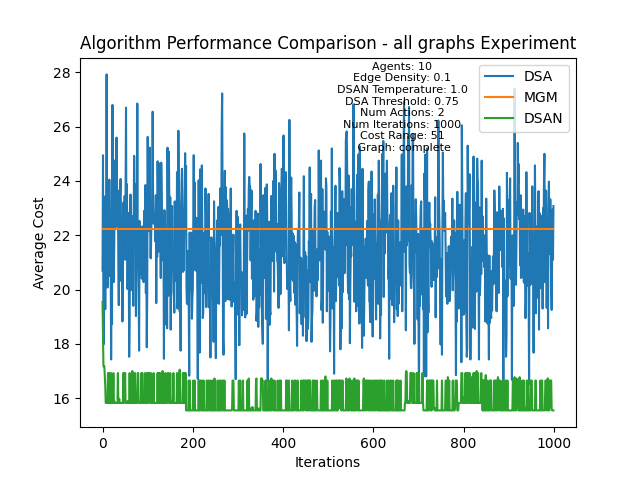 Algorithm Performance Comparison - all graphs Experiment
Agents: 10
Edge Density: 0.1
DSAN Temperature: 1.0
DSA Threshold: 0.75
Num Actions: 2
Num Iterations: 1000
Cost Range: 51
Graph: complete
DSA
MGM
DSAN
Average Cost
28
26
24
22
20
18
16
0
200
400
600
800
1000
Iterations